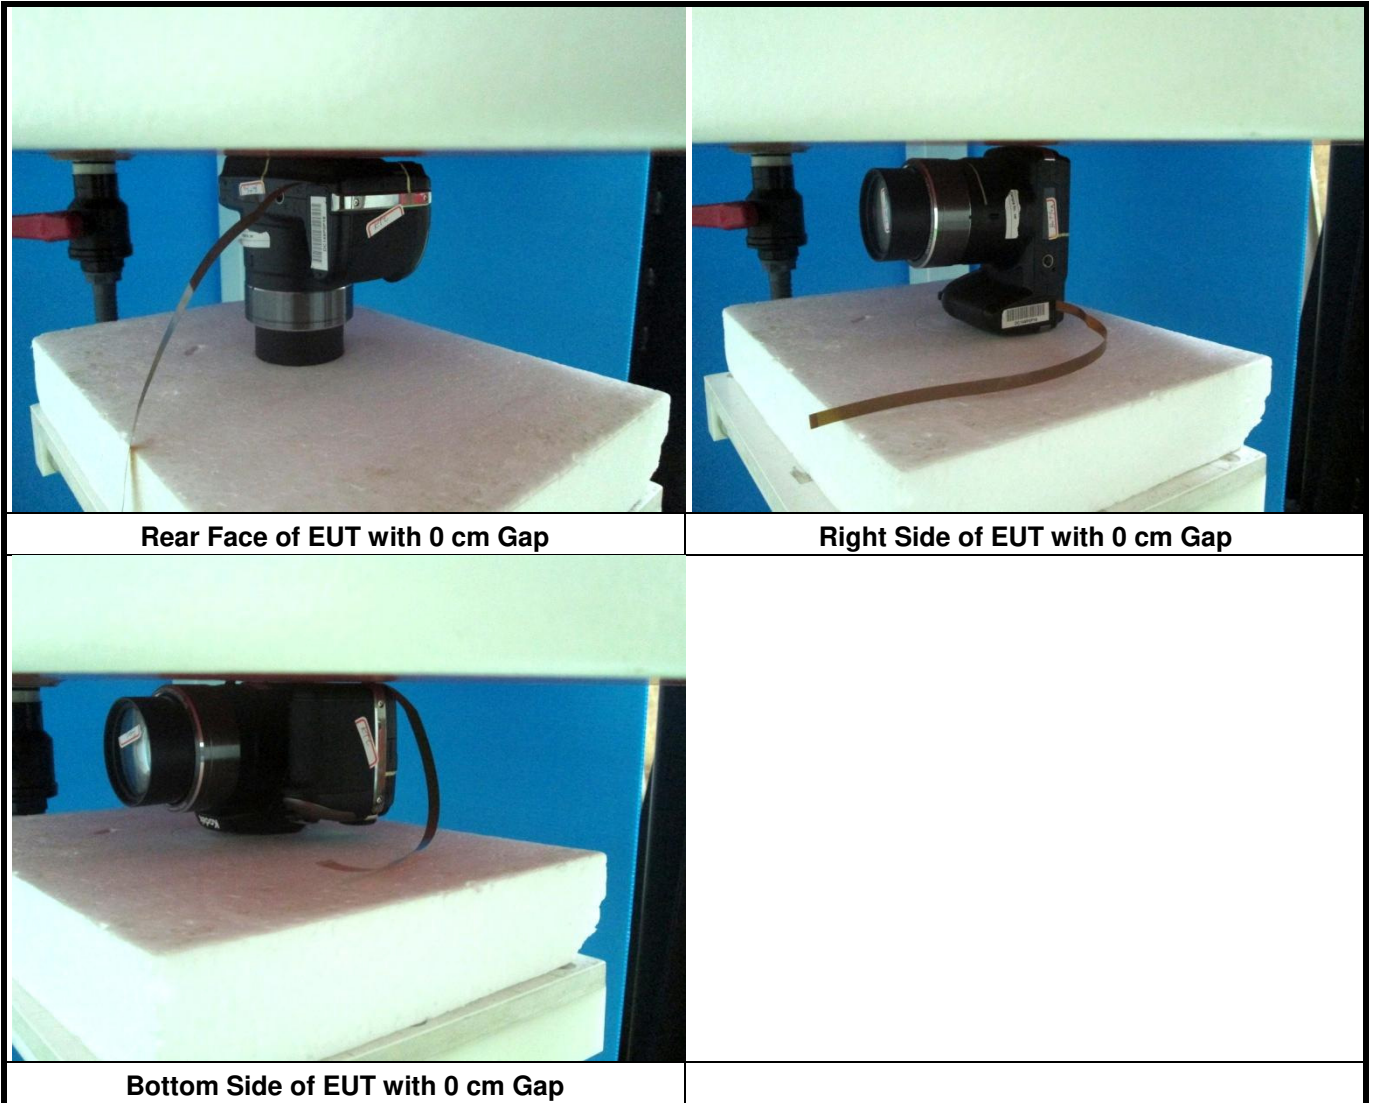 Rear Face of EUT with 0 cm Gap
Right Side of EUT with 0 cm Gap
Kodak
Bottom Side of EUT with 0 cm Gap